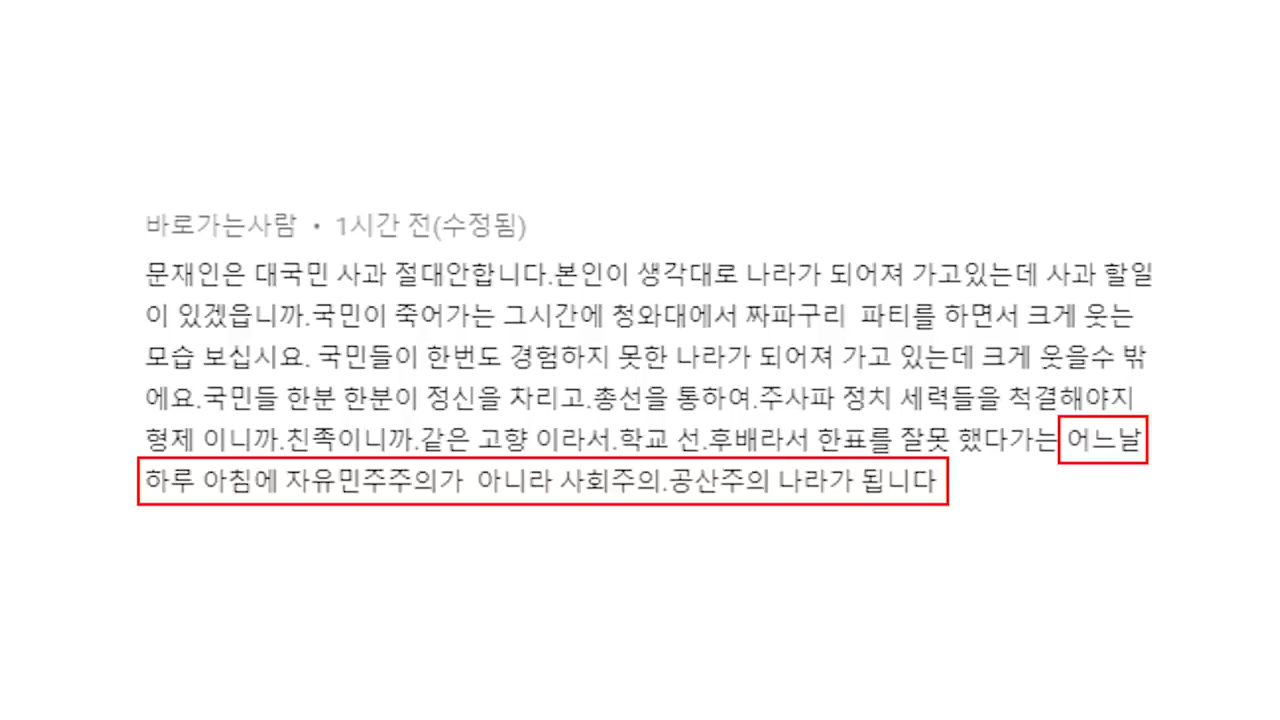 바로가는사람 • 1시간 전(수정됨)
문재인은 대국민 사과 절대안합니다.본인이 생각대로 나라가 되어져 가고있는데 사과 할일
이 있겠읍니까.국민이 죽어가는 그시간에 청와대에서 짜파구리 파티를 하면서 크게 웃는
모습 보십시요. 국민들이 한번도 경험하지 못한 나라가 되어져 가고 있는데 크게 웃을수 밖
에요.국민들 한분 한분이 정신을 차리고.총선을 통하여.주사파 정치 세력들을 척결해야지
형제 이니까.친족이니까.같은 고향 이라서.학교 선.후배라서 한표를 잘못 했다가는 어느날
하루 아침에 자유민주주의가 아니라 사회주의.공산주의 나라가 됩니다